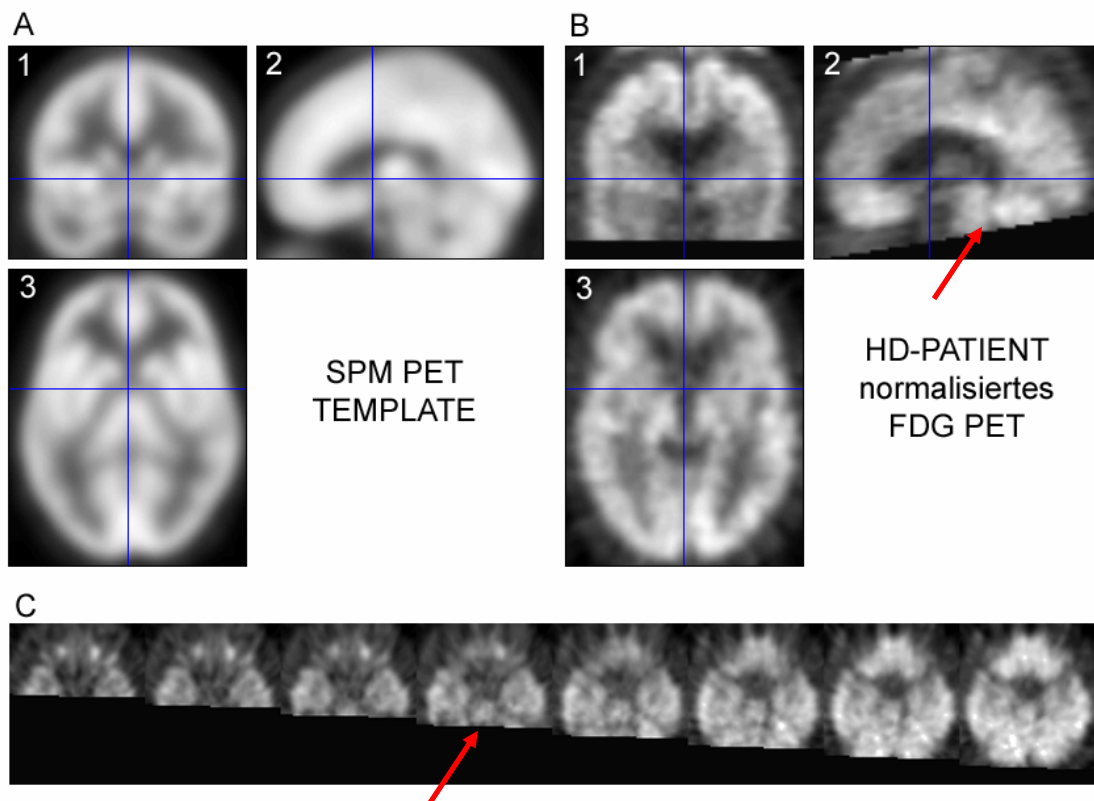 A
B
1
2
1
2
3
3
SPM PET
TEMPLATE
HD-PATIENT
normalisiertes
FDG PET
C